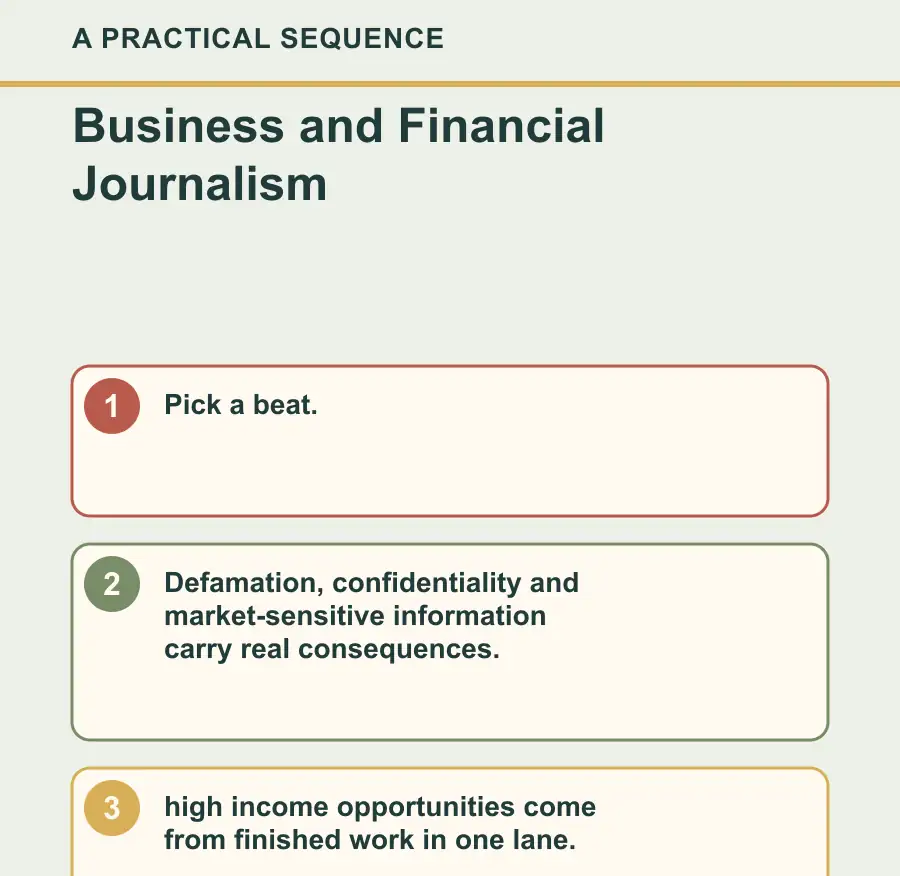 A PRACTICAL SEQUENCE
Business and Financial
Journalism
1
Pick a beat.
2
Defamation, confidentiality and
market-sensitive information
carry real consequences.
3
high income opportunities come
from finished work in one lane.